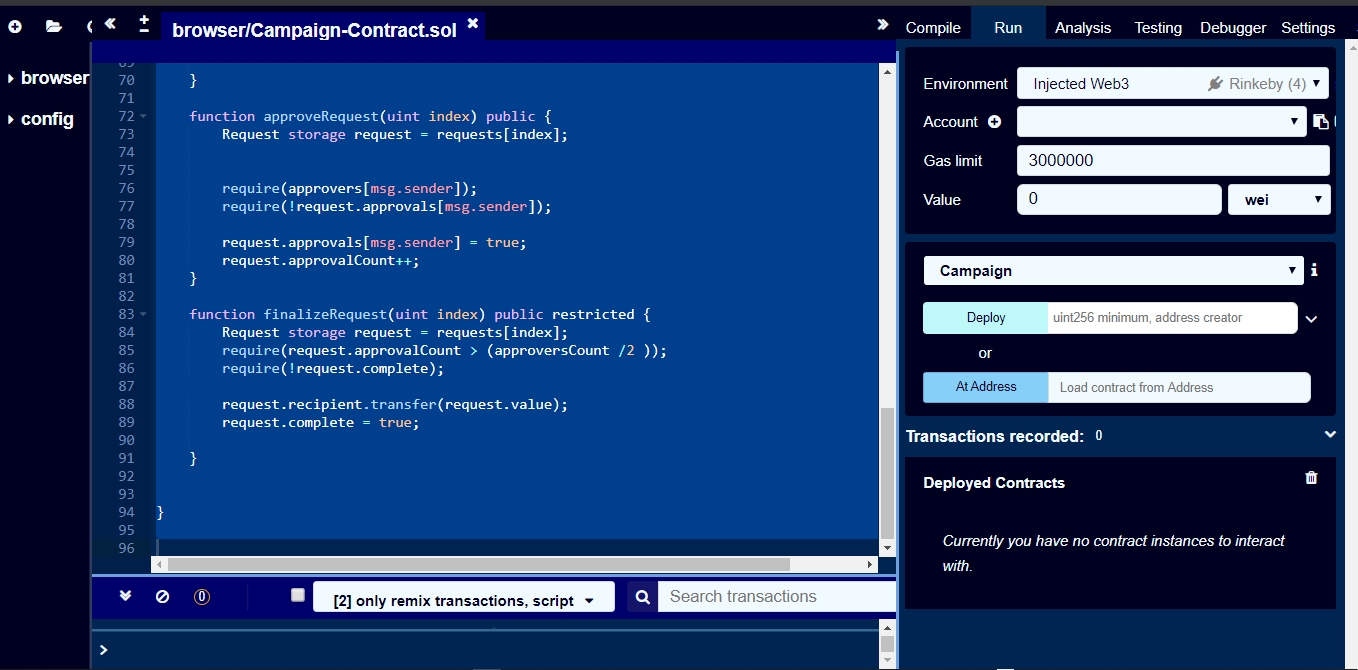 browser/Campaign-Contract.sol
Compile Run Analysis Testing Debugger Settings
browser
config
70 }
71
72 function approveRequest(uint index) public {
73 Request storage request = requests[index];
74
75
76 require(approvers[msg.sender]);
77 require(!request.approvals[msg.sender]);
78
79 request.approvals[msg.sender] = true;
80 request.approvalCount++;
81 }
82
83 function finalizeRequest(uint index) public restricted {
84 Request storage request = requests[index];
85 require(request.approvalCount > (approversCount /2 ));
86 require(!request.complete);
87
88 request.recipient.transfer(request.value);
89 request.complete = true;
90
91 }
92
93
94 }
95
96
0
[2] only remix transactions, script
Search transactions
>
Environment Injected Web3 Rinkeby (4)
Account
Gas limit 3000000
Value 0 wei
Campaign
Deploy uint256 minimum, address creator
or
At Address Load contract from Address
Transactions recorded: 0
Deployed Contracts
Currently you have no contract instances to interact
with.